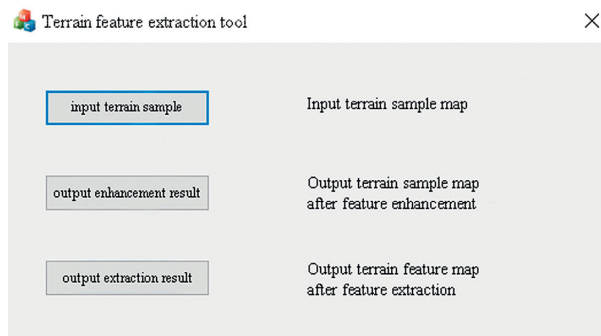 Terrain feature extraction tool
input terrain sample
Input terrain sample map
output enhancement result
Output terrain sample map
after feature enhancement
output extraction result
Output terrain feature map
after feature extraction